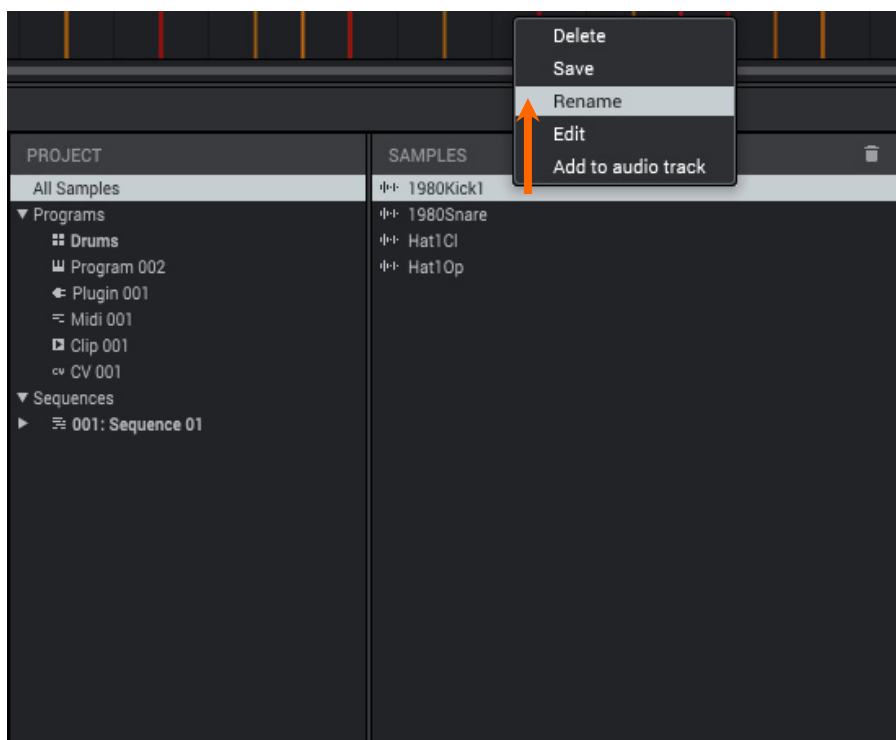 Delete
Save
Rename
Edit
Add to audio track
PROJECT
SAMPLES
All Samples
1980Kick1
Programs
1980Snare
Drums
Hat1Cl
Program 002
Hat1Op
Plugin 001
Midi 001
Clip 001
CV CV 001
Sequences
001: Sequence 01